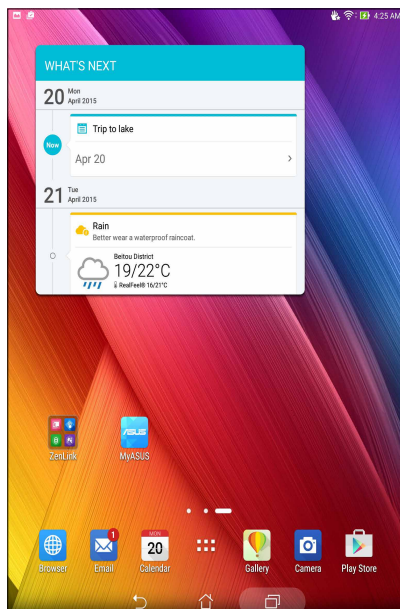 4:25 AM
WHAT'S NEXT
20 Mon
April 2015
Trip to lake
Now
Apr 20
21 Tue
April 2015
Rain
Better wear a waterproof raincoat.
Beitou District
19/22°C
RealFeel® 16/21°C
ZenLink
/SUS
MyASUS
1
MON
20
Browser
Email
Calendar
Gallery
Camera
Play Store